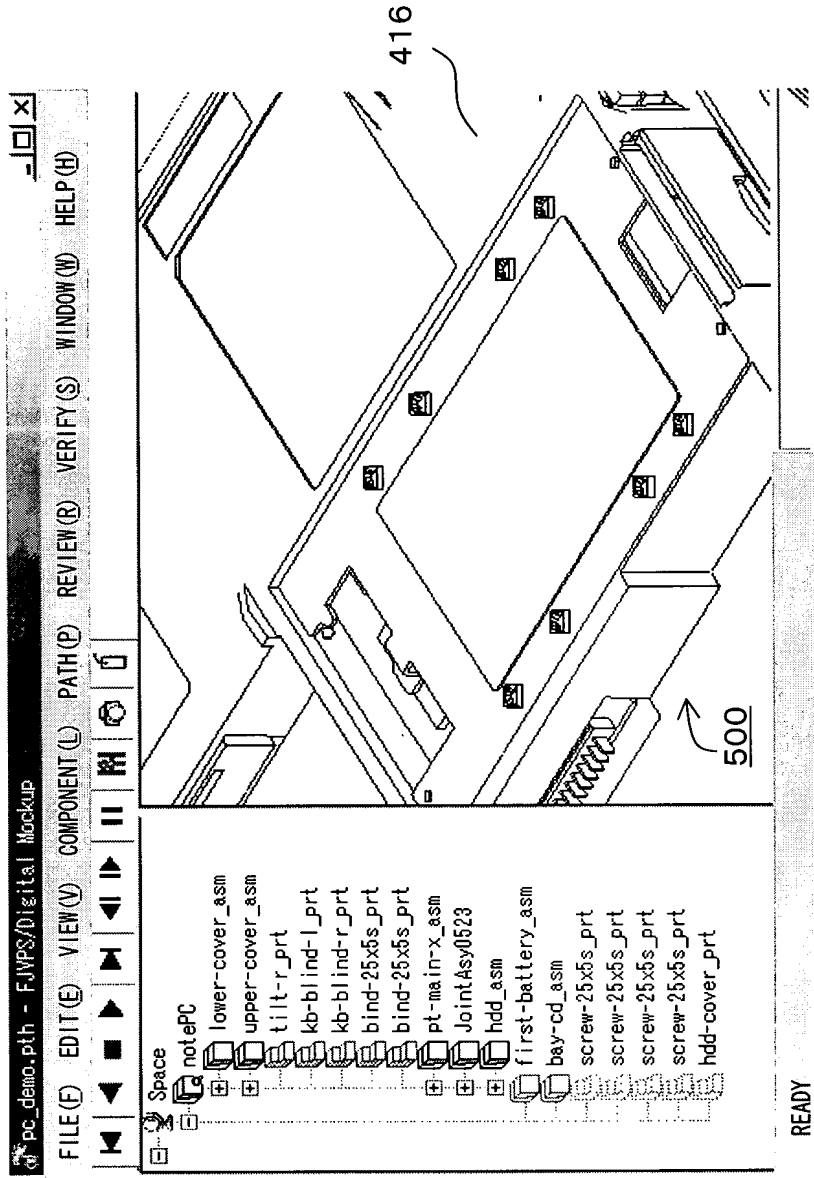 pc_demo.pth - FJVPS/Digital Mockup
FILE(F) EDIT(E) VIEW(V) COMPONENT(L) PATH(P) REVIEW(R) VERIFY(S) WINDOW(W) HELP(H)
Space
notePC
lower-cover_asm
upper-cover_asm
tilt-r_prt
kb-blind-l_prt
kb-blind-r_prt
bind-25x5s_prt
bind-25x5s_prt
pt-main-x_asm
JointAsy0523
hdd_asm
first-battery_asm
bay-cd_asm
screw-25x5s_prt
screw-25x5s_prt
screw-25x5s_prt
screw-25x5s_prt
hdd-cover_prt
500
416
READY